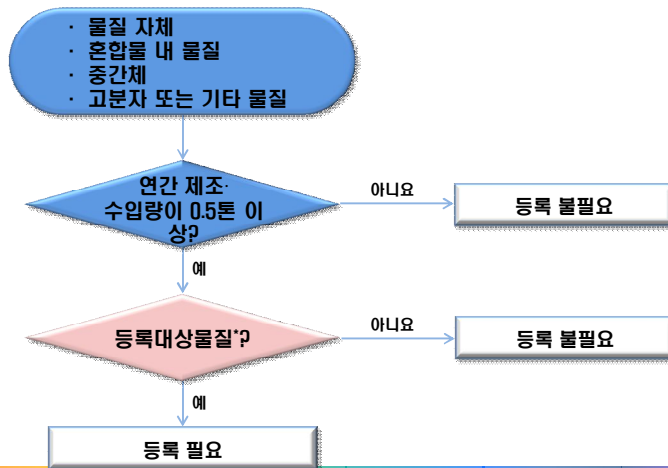 · 물질 자체
· 혼합물 내 물질
· 중간체
· 고분자 또는 기타 물질
연간 제조·
수입량이 0.5톤 이
상?
아니요
등록 불필요
예
등록대상물질*?
아니요
등록 불필요
예
등록 필요